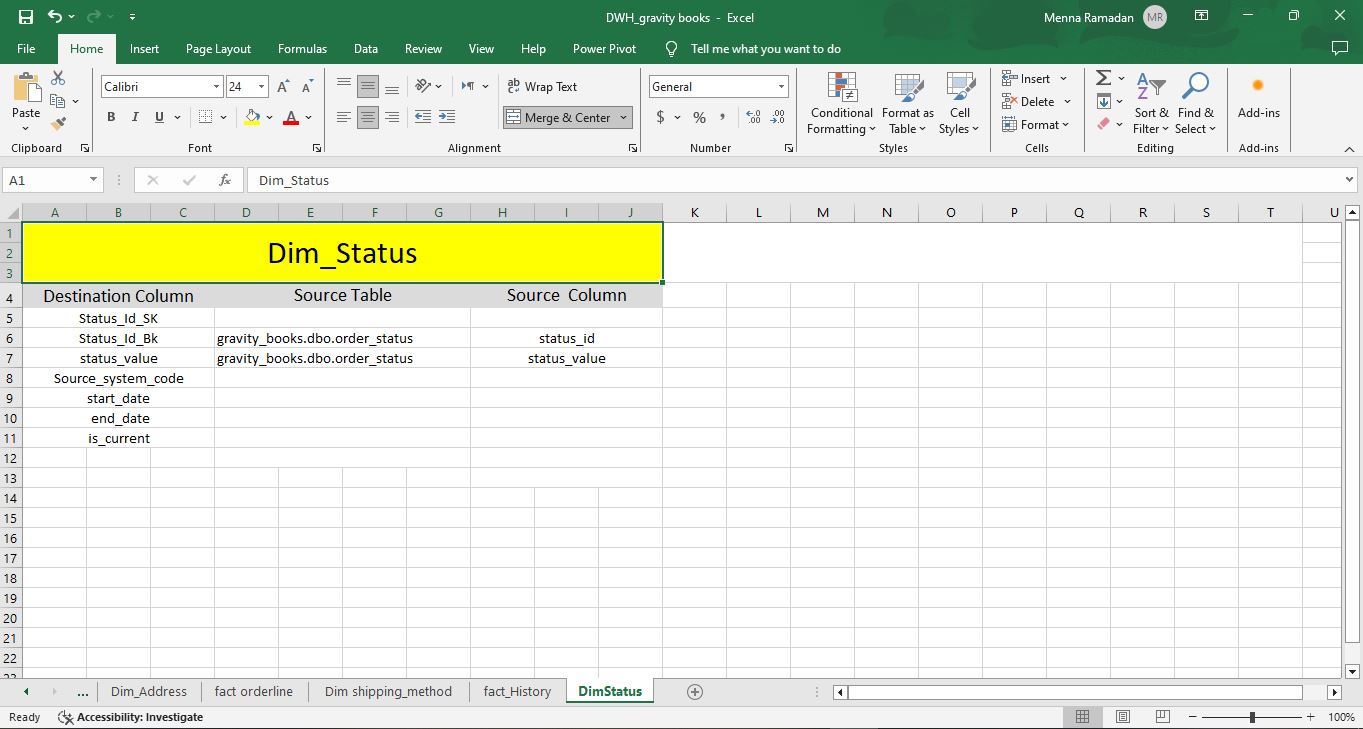 DWH_gravity books - Excel
Menna Ramadan MR
File Home Insert Page Layout Formulas Data Review View Help Power Pivot Tell me what you want to do
Paste
Clipboard
Calibri 24 A A
B I U A
Font
ab Wrap Text
Merge & Center
Alignment
General
$ % , .00 .00
Number
Conditional Formatting
Format as Table
Cell Styles
Styles
Insert
Delete
Format
Cells
Sort & Filter
Find & Select
Editing
Add-ins
Add-ins
A1 fx Dim_Status
A B C D E F G H I J K L M N O P Q R S T U
1
2 Dim_Status
3
4 Destination Column Source Table Source Column
5 Status_Id_SK
6 Status_Id_Bk gravity_books.dbo.order_status status_id
7 status_value gravity_books.dbo.order_status status_value
8 Source_system_code
9 start_date
10 end_date
11 is_current
12
13
14
15
16
17
18
19
20
21
22
... Dim_Address fact orderline Dim shipping_method fact_History DimStatus
Ready Accessibility: Investigate 100%